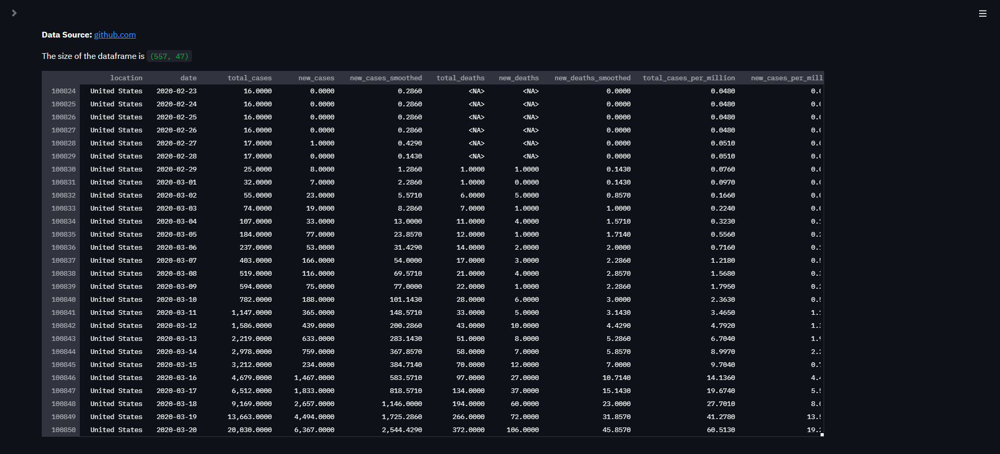 Data Source: github.com
The size of the dataframe is (557, 47)
location date total_cases new_cases new_cases_smoothed total_deaths new_deaths new_deaths_smoothed total_cases_per_million new_cases_per_mill
100824 United States 2020-02-23 16.0000 0.0000 0.2860 <NA> <NA> 0.0000 0.0480 0.
100825 United States 2020-02-24 16.0000 0.0000 0.2860 <NA> <NA> 0.0000 0.0480 0.
100826 United States 2020-02-25 16.0000 0.0000 0.2860 <NA> <NA> 0.0000 0.0480 0.
100827 United States 2020-02-26 16.0000 0.0000 0.2860 <NA> <NA> 0.0000 0.0480 0.
100828 United States 2020-02-27 17.0000 1.0000 0.4290 <NA> <NA> 0.0000 0.0510 0.
100829 United States 2020-02-28 17.0000 0.0000 0.1430 <NA> <NA> 0.0000 0.0510 0.
100830 United States 2020-02-29 25.0000 8.0000 1.2860 1.0000 1.0000 0.1430 0.0760 0.
100831 United States 2020-03-01 32.0000 7.0000 2.2860 1.0000 0.0000 0.1430 0.0970 0.
100832 United States 2020-03-02 55.0000 23.0000 5.5710 6.0000 5.0000 0.8570 0.1660 0.
100833 United States 2020-03-03 74.0000 19.0000 8.2860 7.0000 1.0000 1.0000 0.2240 0.
100834 United States 2020-03-04 107.0000 33.0000 13.0000 11.0000 4.0000 1.5710 0.3230 0.
100835 United States 2020-03-05 184.0000 77.0000 23.8570 12.0000 1.0000 1.7140 0.5560 0.
100836 United States 2020-03-06 237.0000 53.0000 31.4290 14.0000 2.0000 2.0000 0.7160 0.
100837 United States 2020-03-07 403.0000 166.0000 54.0000 17.0000 3.0000 2.2860 1.2180 0.
100838 United States 2020-03-08 519.0000 116.0000 69.5710 21.0000 4.0000 2.8570 1.5680 0.
100839 United States 2020-03-09 594.0000 75.0000 77.0000 22.0000 1.0000 2.2860 1.7950 0.
100840 United States 2020-03-10 782.0000 188.0000 101.1430 28.0000 6.0000 3.0000 2.3630 0.
100841 United States 2020-03-11 1,147.0000 365.0000 148.5710 33.0000 5.0000 3.1430 3.4650 1.
100842 United States 2020-03-12 1,586.0000 439.0000 200.2860 43.0000 10.0000 4.4290 4.7920 1.
100843 United States 2020-03-13 2,219.0000 633.0000 283.1430 51.0000 8.0000 5.2860 6.7040 1.
100844 United States 2020-03-14 2,978.0000 759.0000 367.8570 58.0000 7.0000 5.8570 8.9970 2.
100845 United States 2020-03-15 3,212.0000 234.0000 384.7140 70.0000 12.0000 7.0000 9.7040 0.
100846 United States 2020-03-16 4,679.0000 1,467.0000 583.5710 97.0000 27.0000 10.7140 14.1360 4.
100847 United States 2020-03-17 6,512.0000 1,833.0000 818.5710 134.0000 37.0000 15.1430 19.6740 5.
100848 United States 2020-03-18 9,169.0000 2,657.0000 1,146.0000 194.0000 60.0000 23.0000 27.7010 8.
100849 United States 2020-03-19 13,663.0000 4,494.0000 1,725.2860 266.0000 72.0000 31.8570 41.2780 13.
100850 United States 2020-03-20 20,030.0000 6,367.0000 2,544.4290 372.0000 106.0000 45.8570 60.5130 19.